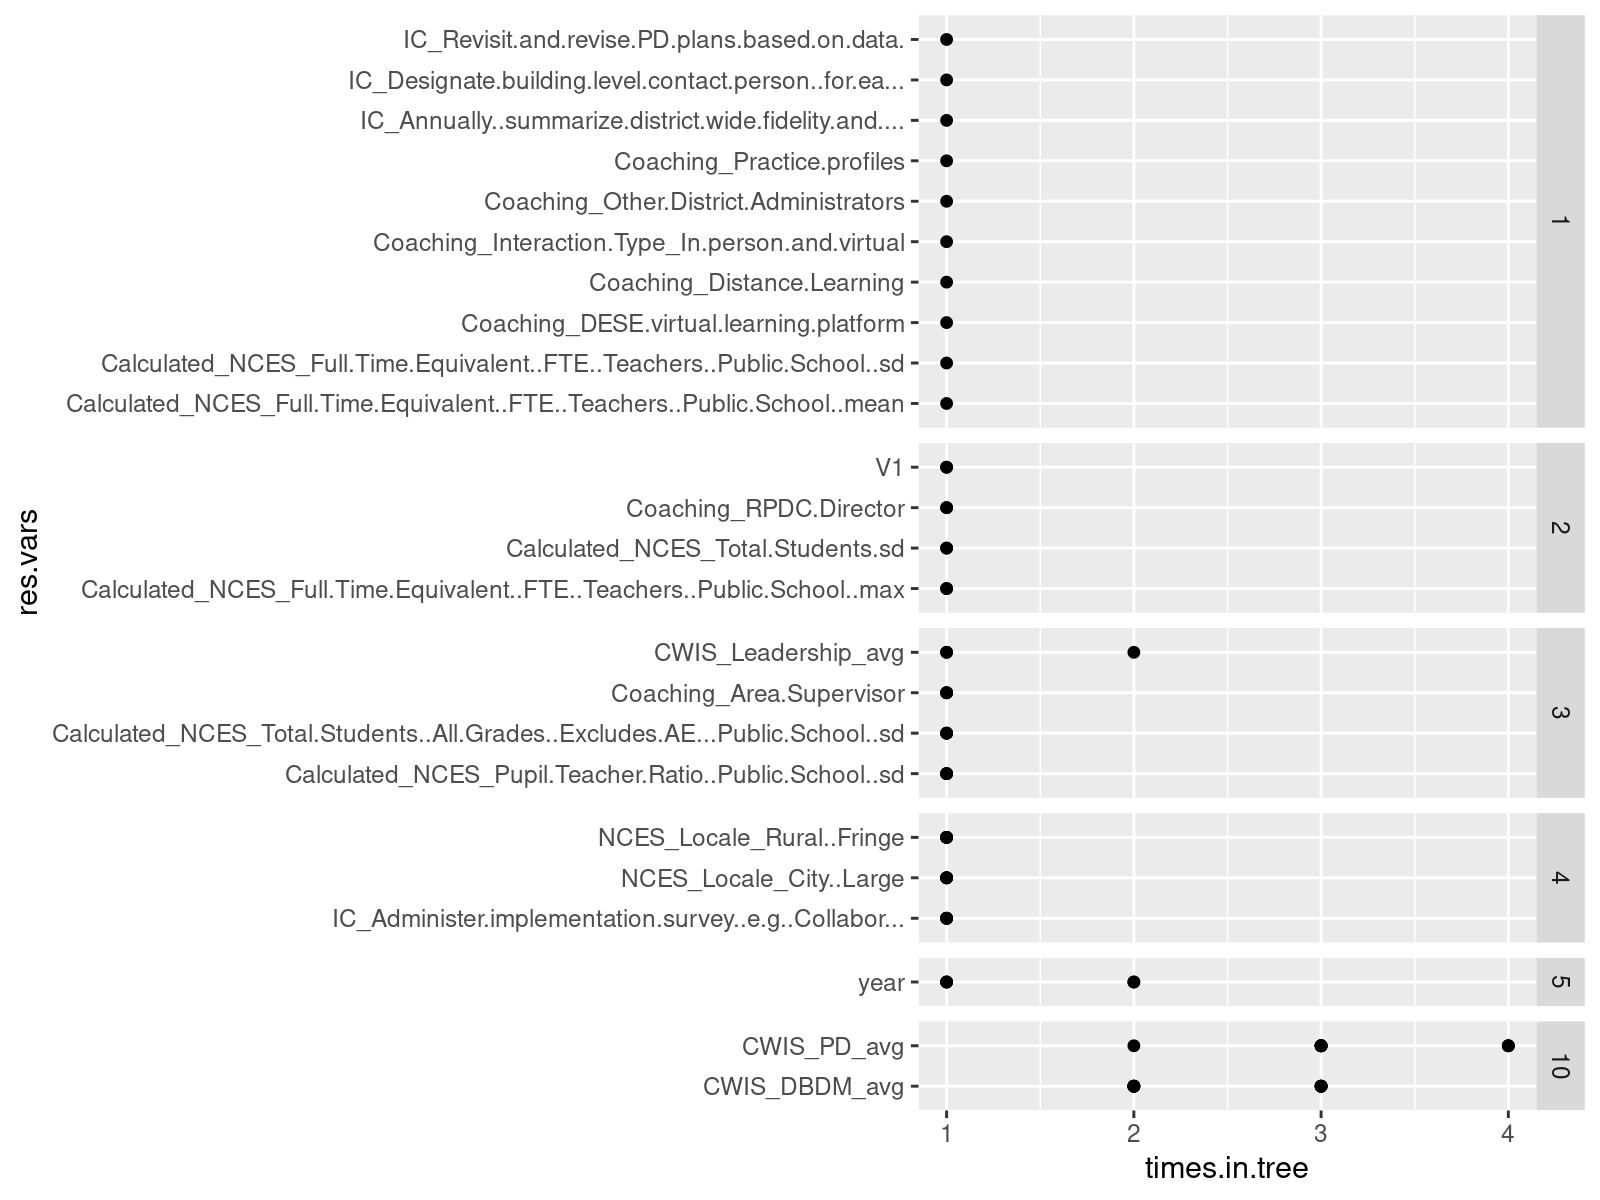 IC_Revisit.and.revise.PD.plans.based.on.data.
IC_Designate.building.level.contact.person..for.ea...
IC_Annually..summarize.district.wide.fidelity.and....
Coaching_Practice.profiles
Coaching_Other.District.Administrators
Coaching_Interaction.Type_In.person.and.virtual
Coaching_Distance.Learning
Coaching_DESE.virtual.learning.platform
Calculated_NCES_Full.Time.Equivalent..FTE..Teachers..Public.School..sd
Calculated_NCES_Full.Time.Equivalent..FTE..Teachers..Public.School..mean
1
V1
Coaching_RPDC.Director
Calculated_NCES_Total.Students.sd
Calculated_NCES_Full.Time.Equivalent..FTE..Teachers..Public.School..max
2
CWIS_Leadership_avg
Coaching_Area.Supervisor
Calculated_NCES_Total.Students..All.Grades..Excludes.AE...Public.School..sd
Calculated_NCES_Pupil.Teacher.Ratio..Public.School..sd
3
NCES_Locale_Rural..Fringe
NCES_Locale_City..Large
IC_Administer.implementation.survey..e.g..Collabor...
4
year
5
CWIS_PD_avg
CWIS_DBDM_avg
10
res.vars
1 2 3 4
times.in.tree